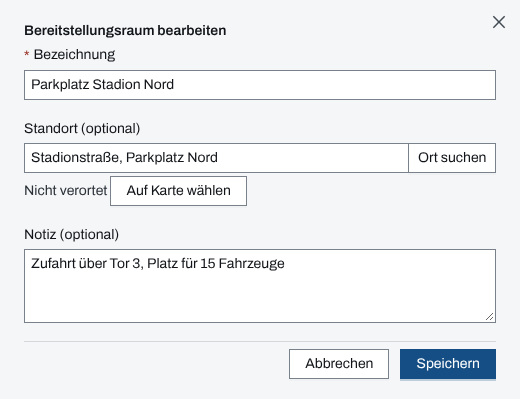 Bereitstellungsraum bearbeiten
* Bezeichnung
Parkplatz Stadion Nord
Standort (optional)
Stadionstraße, Parkplatz Nord
Ort suchen
Nicht verortet
Auf Karte wählen
Notiz (optional)
Zufahrt über Tor 3, Platz für 15 Fahrzeuge
Abbrechen
Speichern